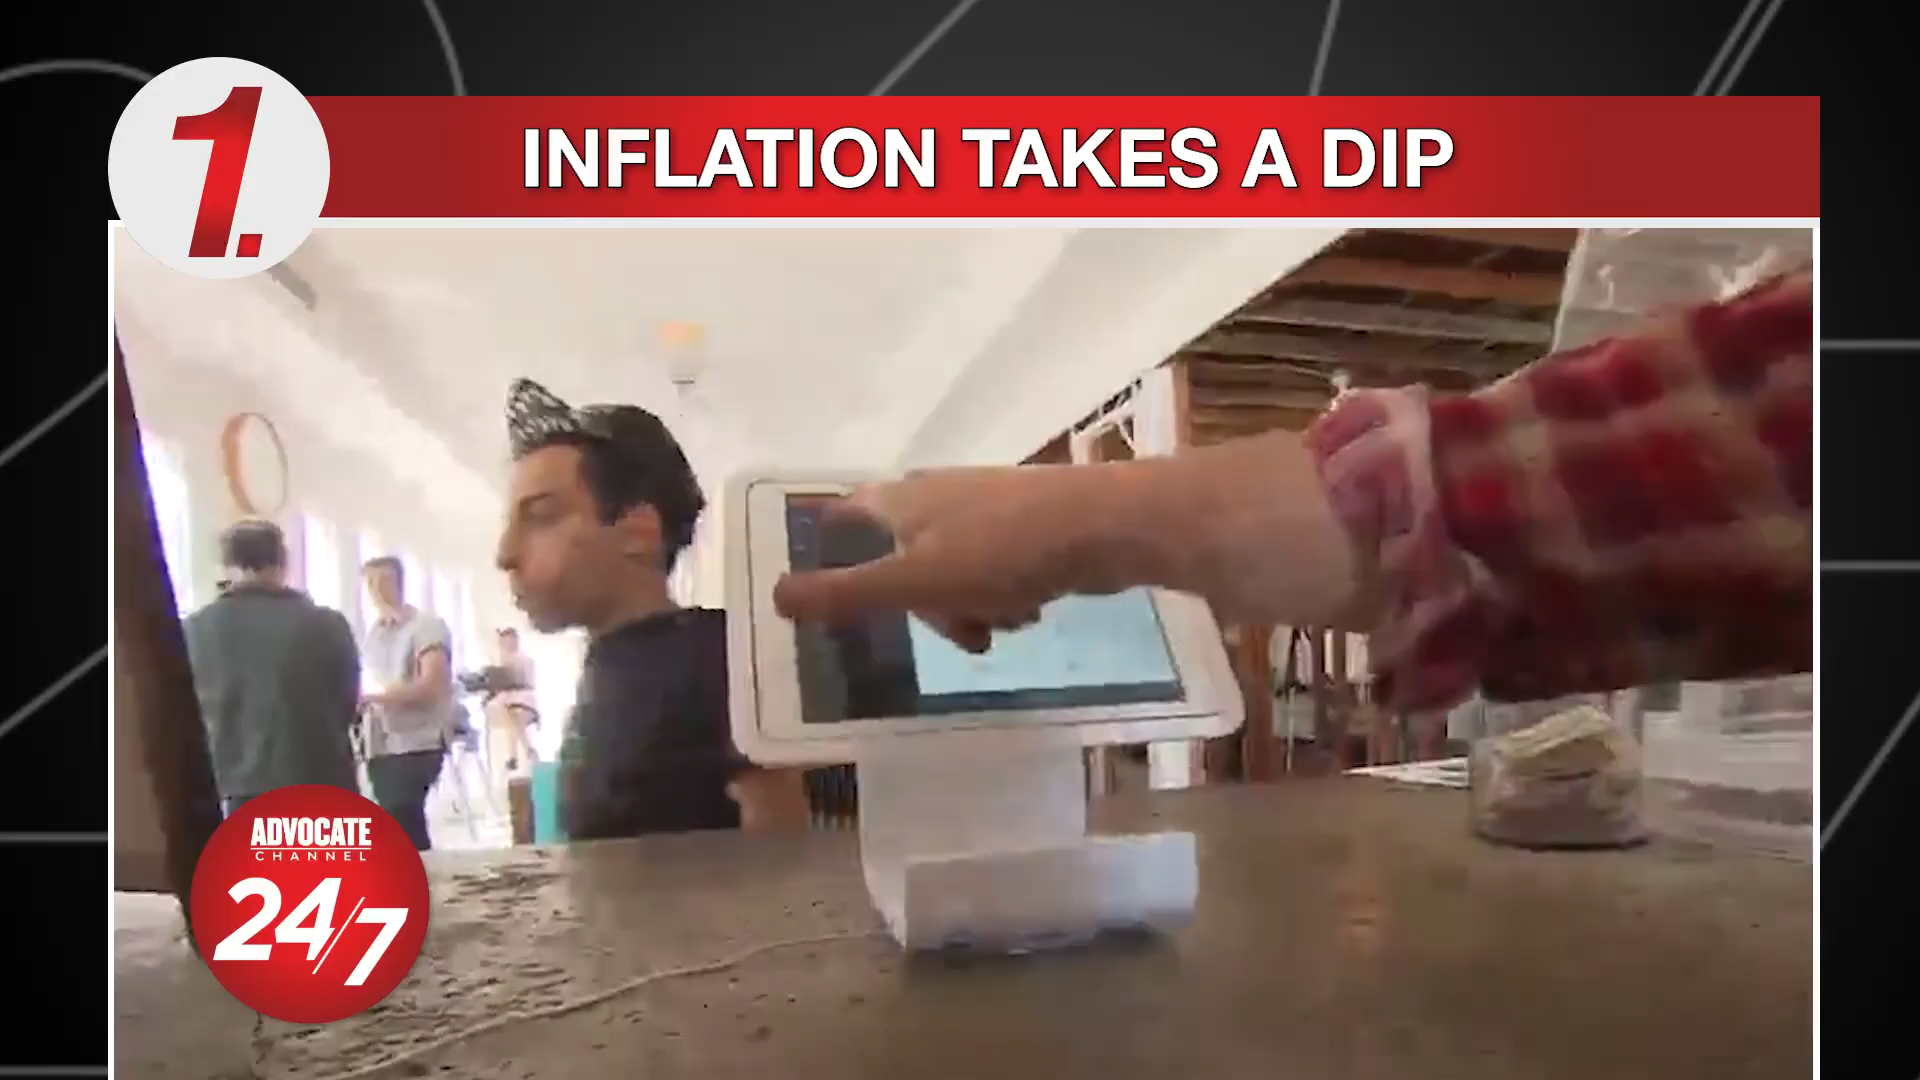 1.
INFLATION TAKES A DIP
ADVOCATE
CHANNEL
24/7